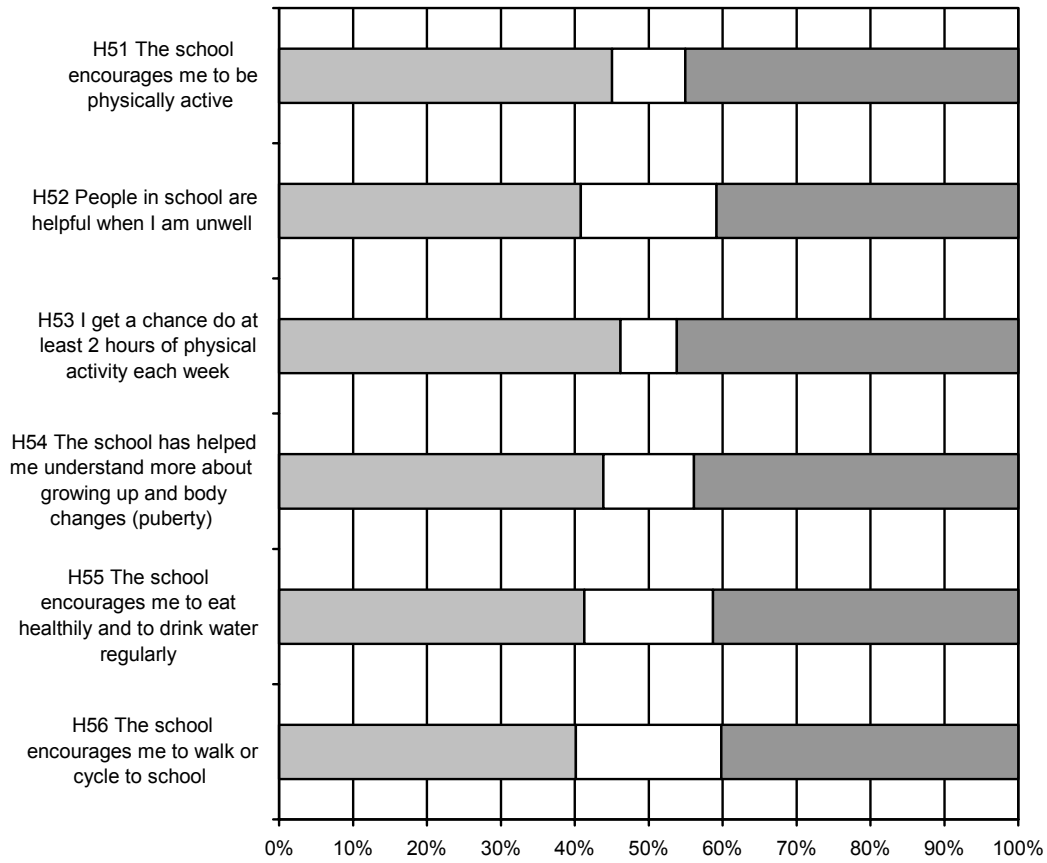 H51 The school
encourages me to be
physically active
H52 People in school are
helpful when I am unwell
H53 I get a chance do at
least 2 hours of physical
activity each week
H54 The school has helped
me understand more about
growing up and body
changes (puberty)
H55 The school
encourages me to eat
healthily and to drink water
regularly
H56 The school
encourages me to walk or
cycle to school
0% 10% 20% 30% 40% 50% 60% 70% 80% 90% 100%